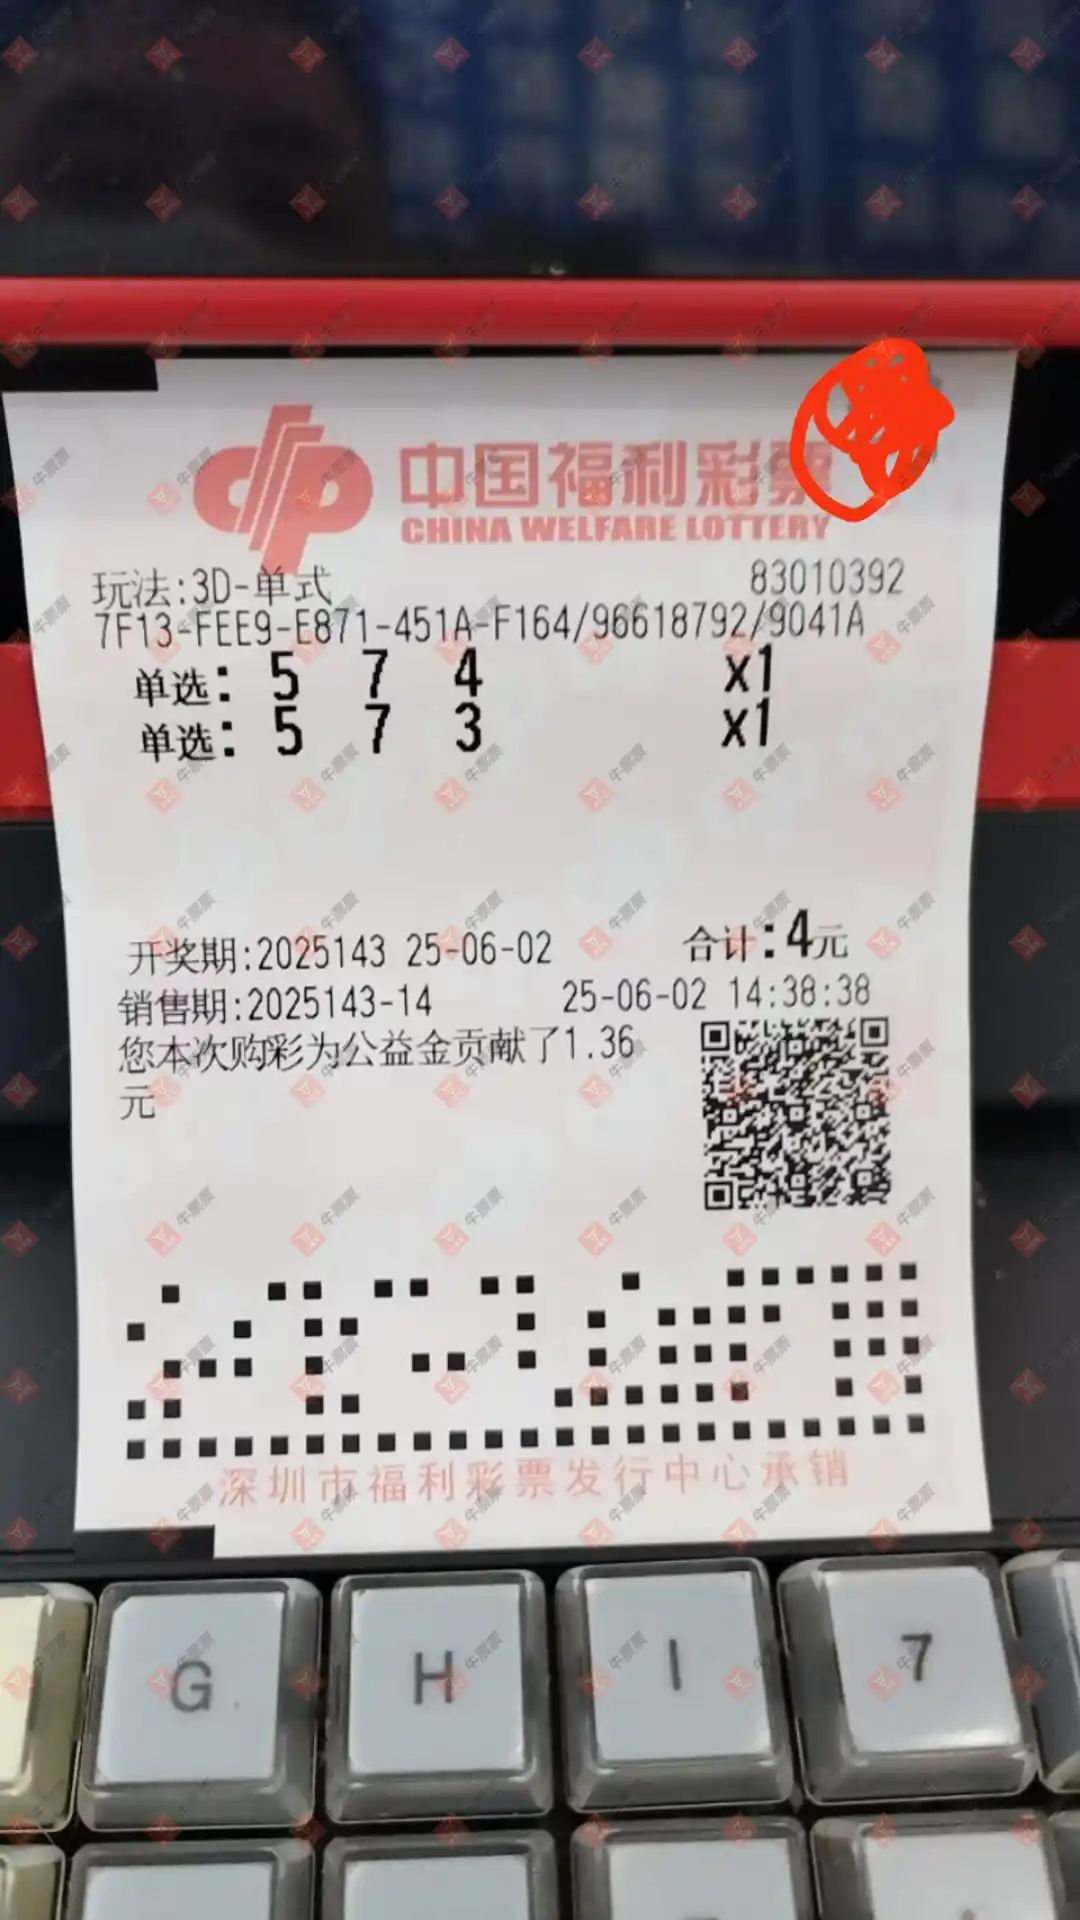 中国福利彩票
CHINA WELFARE LOTTERY
玩法:3D-单式 83010392
7F13-FEE9-E871-451A-F164/96618792/9041A
单选: 5 7 4 x1
单选: 5 7 3 x1
开奖期:2025143 25-06-02 合计:4元
销售期:2025143-14 25-06-02 14:38:38
您本次购彩为公益金贡献了1.36
元
深圳市福利彩票发行中心承销
G H I 7
牛票票